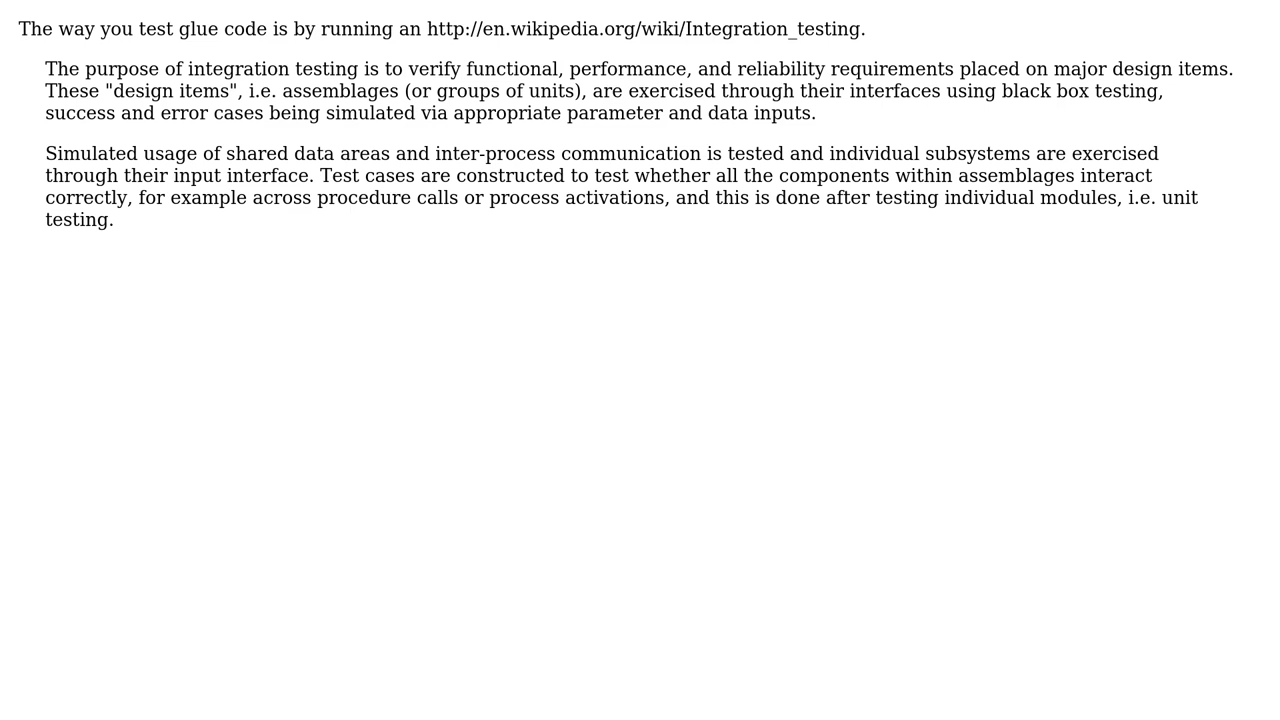 The way you test glue code is by running an http://en.wikipedia.org/wiki/Integration_testing.
The purpose of integration testing is to verify functional, performance, and reliability requirements placed on major design items.
These "design items", i.e. assemblages (or groups of units), are exercised through their interfaces using black box testing,
success and error cases being simulated via appropriate parameter and data inputs.
Simulated usage of shared data areas and inter-process communication is tested and individual subsystems are exercised
through their input interface. Test cases are constructed to test whether all the components within assemblages interact
correctly, for example across procedure calls or process activations, and this is done after testing individual modules, i.e. unit
testing.